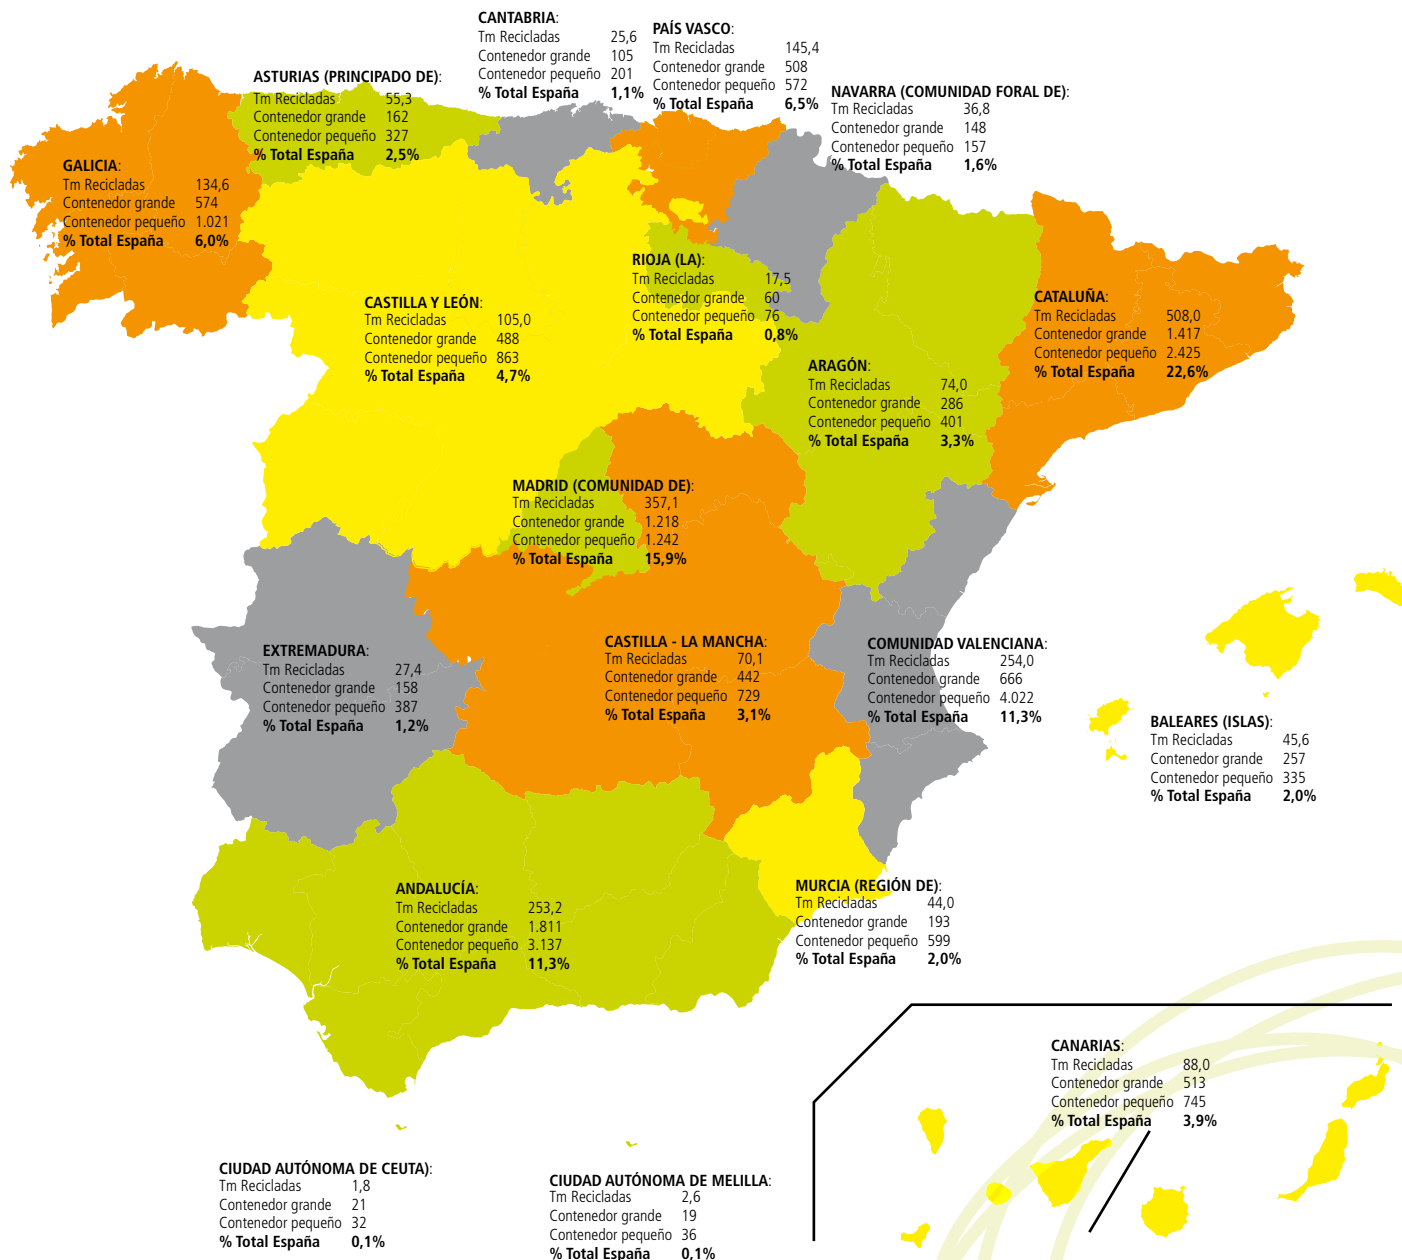 CANTABRIA:
Tm Recicladas 25,6
Contenedor grande 105
Contenedor pequeño 201
% Total España 1,1%
PAÍS VASCO:
Tm Recicladas 145,4
Contenedor grande 508
Contenedor pequeño 572
% Total España 6,5%
ASTURIAS (PRINCIPADO DE):
Tm Recicladas 55,3
Contenedor grande 162
Contenedor pequeño 327
% Total España 2,5%
NAVARRA (COMUNIDAD FORAL DE):
Tm Recicladas 36,8
Contenedor grande 148
Contenedor pequeño 157
% Total España 1,6%
GALICIA:
Tm Recicladas 134,6
Contenedor grande 574
Contenedor pequeño 1.021
% Total España 6,0%
RIOJA (LA):
Tm Recicladas 17,5
Contenedor grande 60
Contenedor pequeño 76
% Total España 0,8%
CASTILLA Y LEÓN:
Tm Recicladas 105,0
Contenedor grande 488
Contenedor pequeño 863
% Total España 4,7%
CATALUÑA:
Tm Recicladas 508,0
Contenedor grande 1.417
Contenedor pequeño 2.425
% Total España 22,6%
ARAGÓN:
Tm Recicladas 74,0
Contenedor grande 286
Contenedor pequeño 401
% Total España 3,3%
MADRID (COMUNIDAD DE):
Tm Recicladas 357,1
Contenedor grande 1.218
Contenedor pequeño 1.242
% Total España 15,9%
EXTREMADURA:
Tm Recicladas 27,4
Contenedor grande 158
Contenedor pequeño 387
% Total España 1,2%
CASTILLA - LA MANCHA:
Tm Recicladas 70,1
Contenedor grande 442
Contenedor pequeño 729
% Total España 3,1%
COMUNIDAD VALENCIANA:
Tm Recicladas 254,0
Contenedor grande 666
Contenedor pequeño 4.022
% Total España 11,3%
BALEARES (ISLAS):
Tm Recicladas 45,6
Contenedor grande 257
Contenedor pequeño 335
% Total España 2,0%
ANDALUCÍA:
Tm Recicladas 253,2
Contenedor grande 1.811
Contenedor pequeño 3.137
% Total España 11,3%
MURCIA (REGIÓN DE):
Tm Recicladas 44,0
Contenedor grande 193
Contenedor pequeño 599
% Total España 2,0%
CANARIAS:
Tm Recicladas 88,0
Contenedor grande 513
Contenedor pequeño 745
% Total España 3,9%
CIUDAD AUTÓNOMA DE CEUTA):
Tm Recicladas 1,8
Contenedor grande 21
Contenedor pequeño 32
% Total España 0,1%
CIUDAD AUTÓNOMA DE MELILLA:
Tm Recicladas 2,6
Contenedor grande 19
Contenedor pequeño 36
% Total España 0,1%